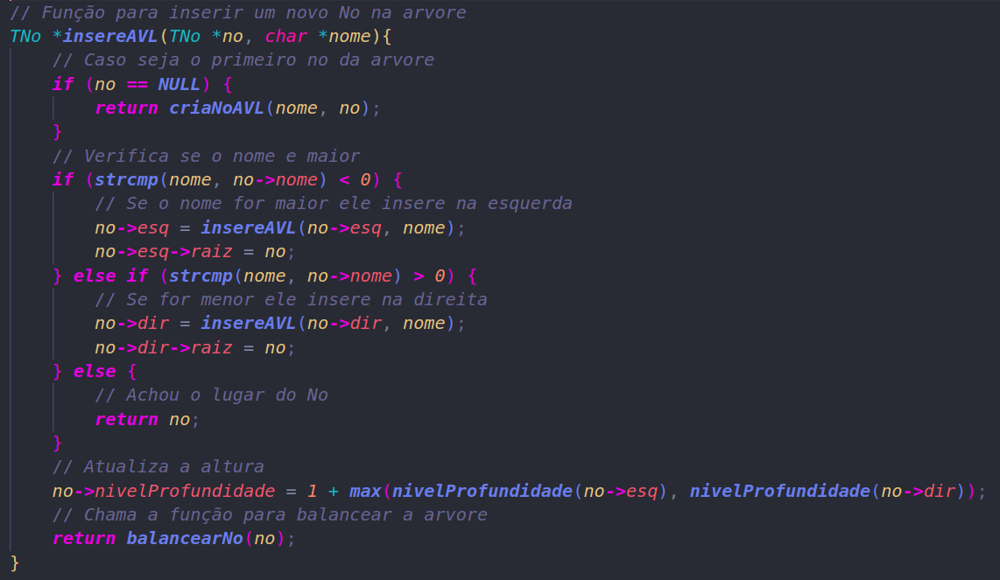 // Função para inserir um novo No na arvore
TNo *insereAVL(TNo *no, char *nome){
    // Caso seja o primeiro no da arvore
    if (no == NULL) {
        return criaNoAVL(nome, no);
    }
    // Verifica se o nome e maior
    if (strcmp(nome, no->nome) < 0) {
        // Se o nome for maior ele insere na esquerda
        no->esq = insereAVL(no->esq, nome);
        no->esq->raiz = no;
    } else if (strcmp(nome, no->nome) > 0) {
        // Se for menor ele insere na direita
        no->dir = insereAVL(no->dir, nome);
        no->dir->raiz = no;
    } else {
        // Achou o lugar do No
        return no;
    }
    // Atualiza a altura
    no->nivelProfundidade = 1 + max(nivelProfundidade(no->esq), nivelProfundidade(no->dir));
    // Chama a função para balancear a arvore
    return balancearNo(no);
}